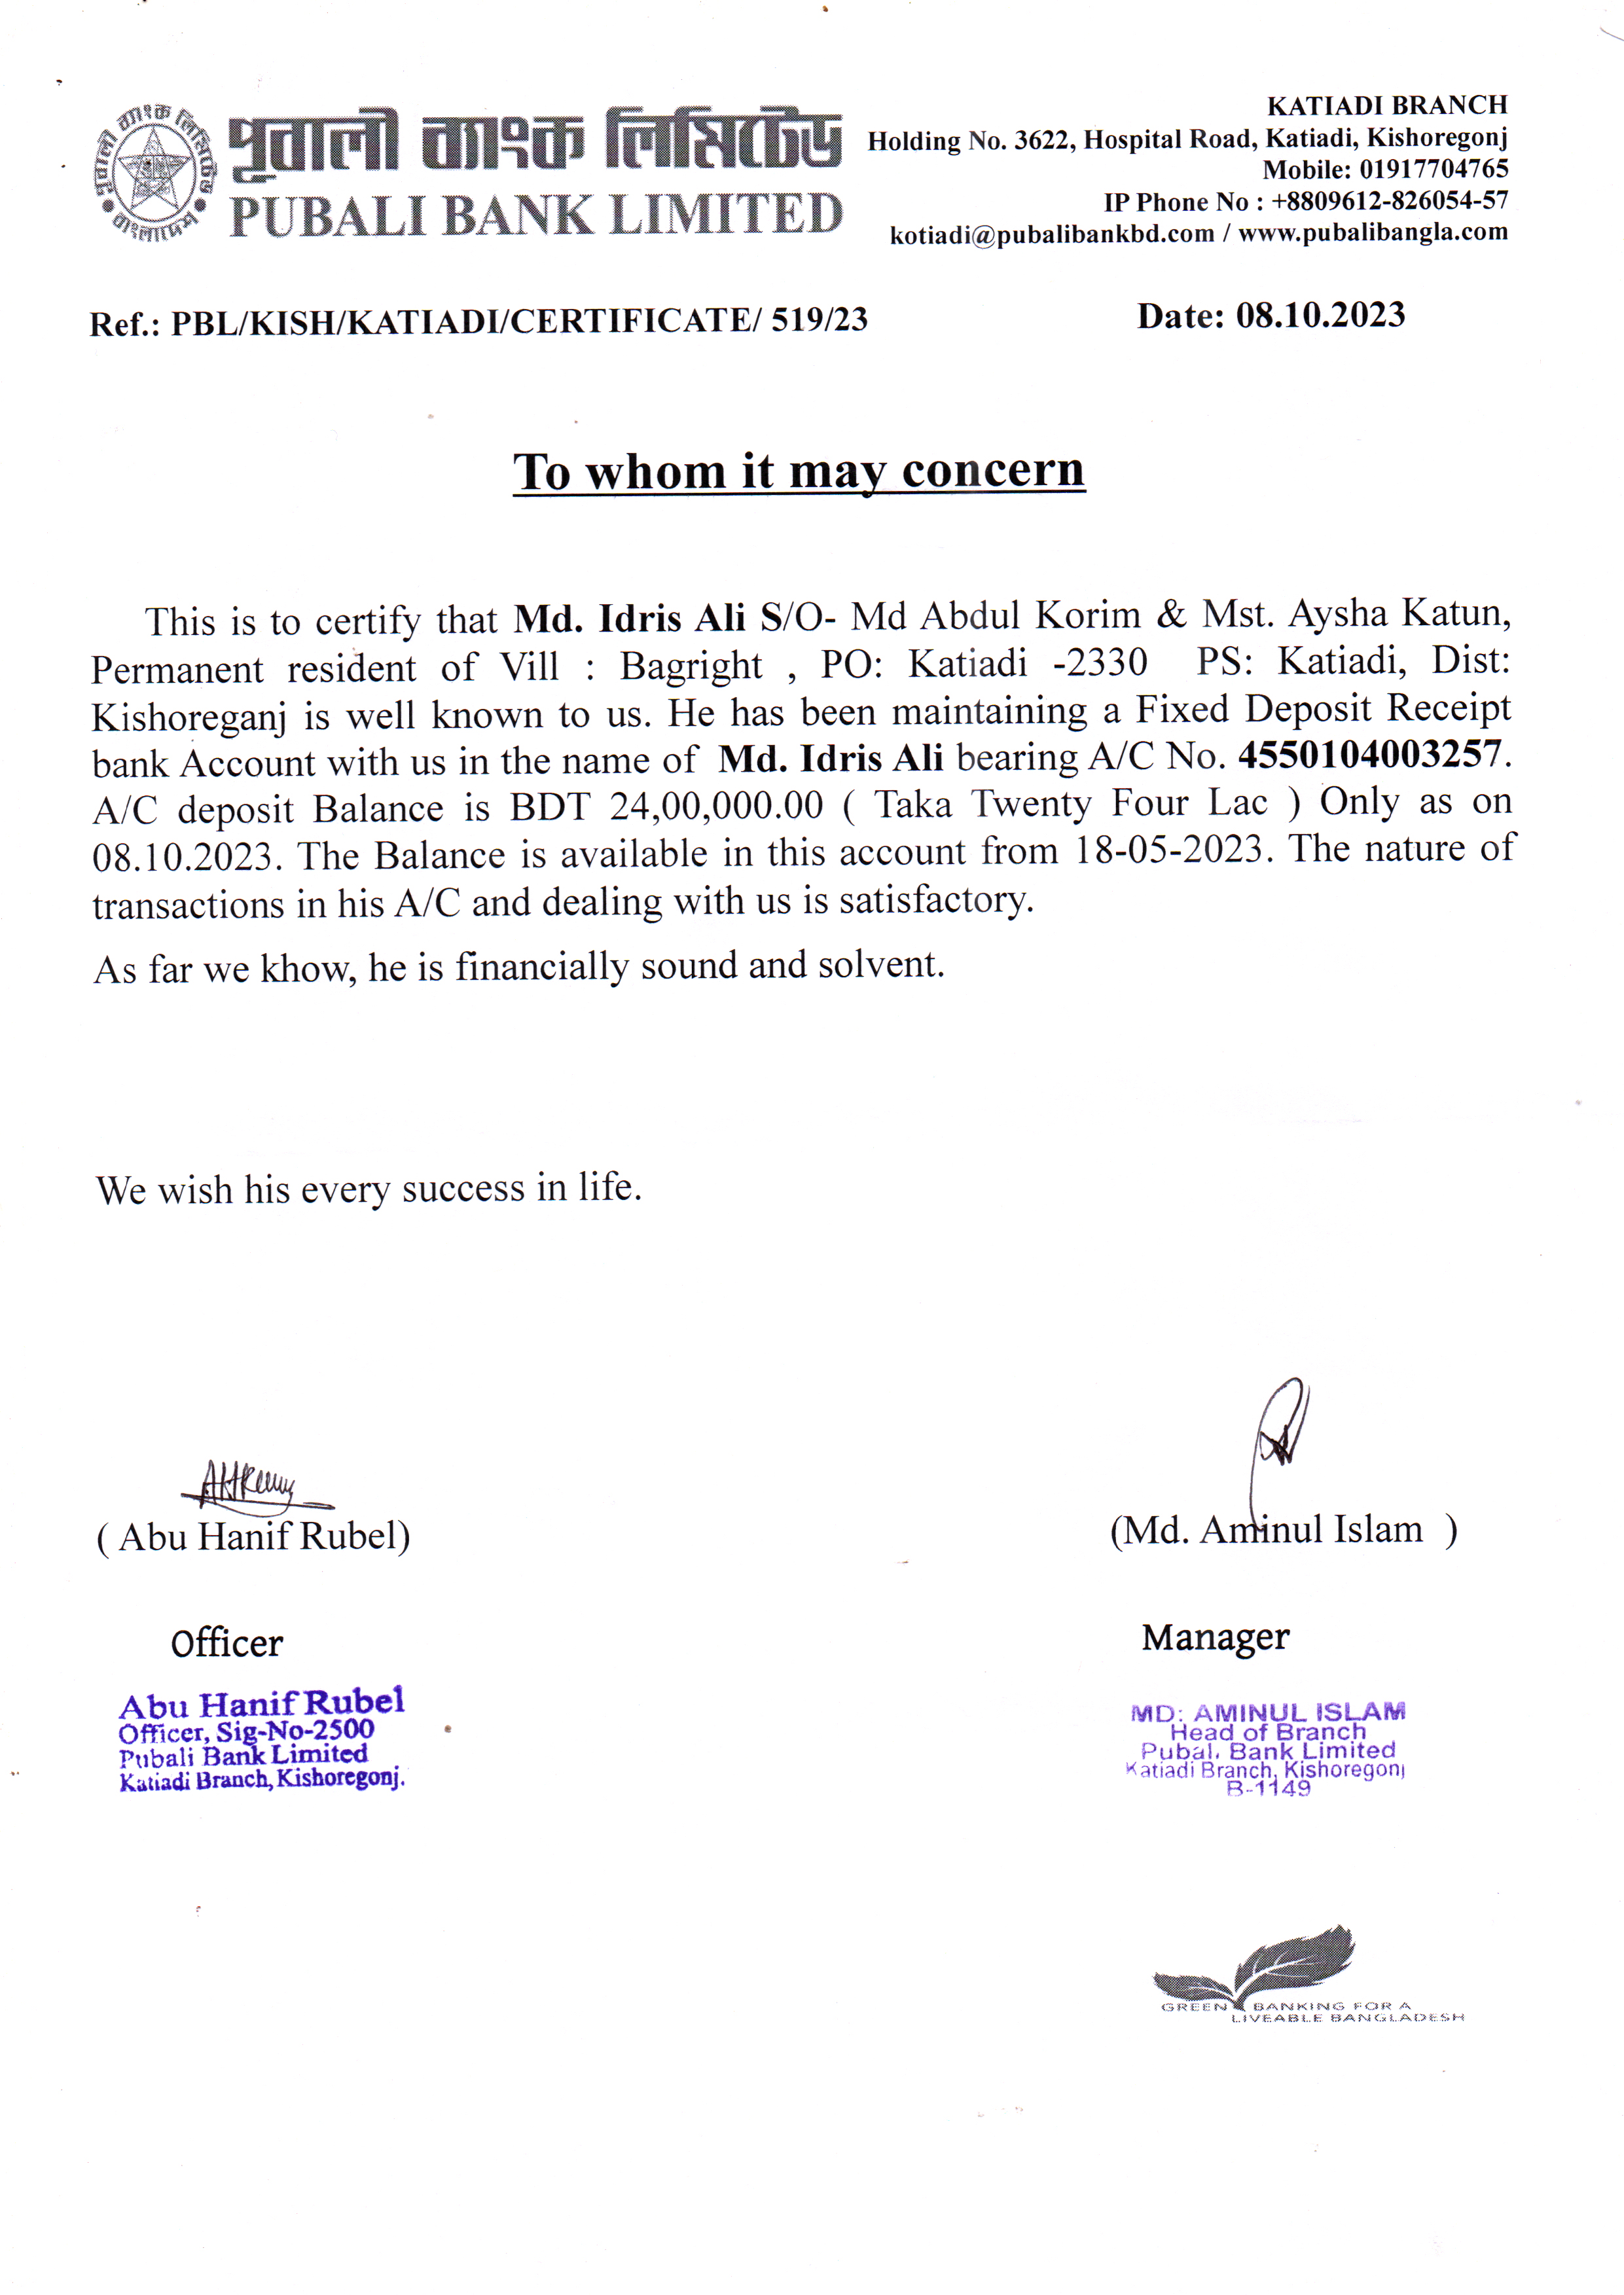 পূবালী ব্যাংক লিমিটেড
বাংলাদেশ
পূবালী ব্যাংক লিমিটেড
PUBALI BANK LIMITED
KATIADI BRANCH
Holding No. 3622, Hospital Road, Katiadi, Kishoregonj
Mobile: 01917704765
IP Phone No : +8809612-826054-57
kotiadi@pubalibankbd.com / www.pubalibangla.com
Ref.: PBL/KISH/KATIADI/CERTIFICATE/ 519/23
Date: 08.10.2023
To whom it may concern
This is to certify that Md. Idris Ali S/O- Md Abdul Korim & Mst. Aysha Katun,
Permanent resident of Vill : Bagright , PO: Katiadi -2330 PS: Katiadi, Dist:
Kishoreganj is well known to us. He has been maintaining a Fixed Deposit Receipt
bank Account with us in the name of Md. Idris Ali bearing A/C No. 4550104003257.
A/C deposit Balance is BDT 24,00,000.00 ( Taka Twenty Four Lac ) Only as on
08.10.2023. The Balance is available in this account from 18-05-2023. The nature of
transactions in his A/C and dealing with us is satisfactory.
As far we khow, he is financially sound and solvent.
We wish his every success in life.
( Abu Hanif Rubel)
(Md. Aminul Islam )
Officer
Manager
Abu Hanif Rubel
Officer, Sig-No-2500
Pubali Bank Limited
Katiadi Branch, Kishoregonj.
MD: AMINUL ISLAM
Head of Branch
Pubal. Bank Limited
Katiadi Branch, Kishoregonj
B-1149
GREEN BANKING FOR A
LIVEABLE BANGLADESH